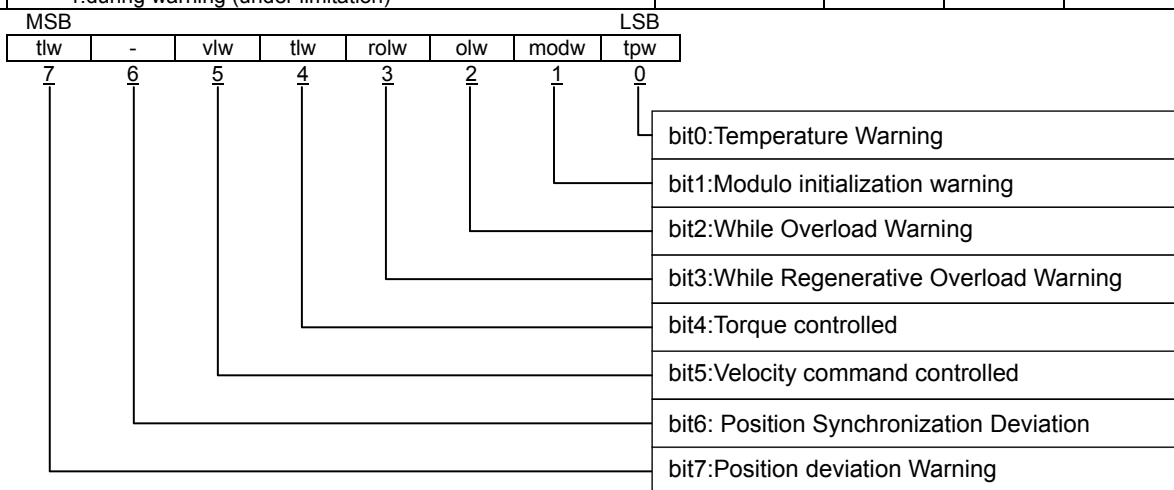 1:during warning (under limitation)
MSB LSB
tlw - vlw tlw rolw olw modw tpw
7 6 5 4 3 2 1 0
bit0:Temperature Warning
bit1:Modulo initialization warning
bit2:While Overload Warning
bit3:While Regenerative Overload Warning
bit4:Torque controlled
bit5:Velocity command controlled
bit6: Position Synchronization Deviation
bit7:Position deviation Warning